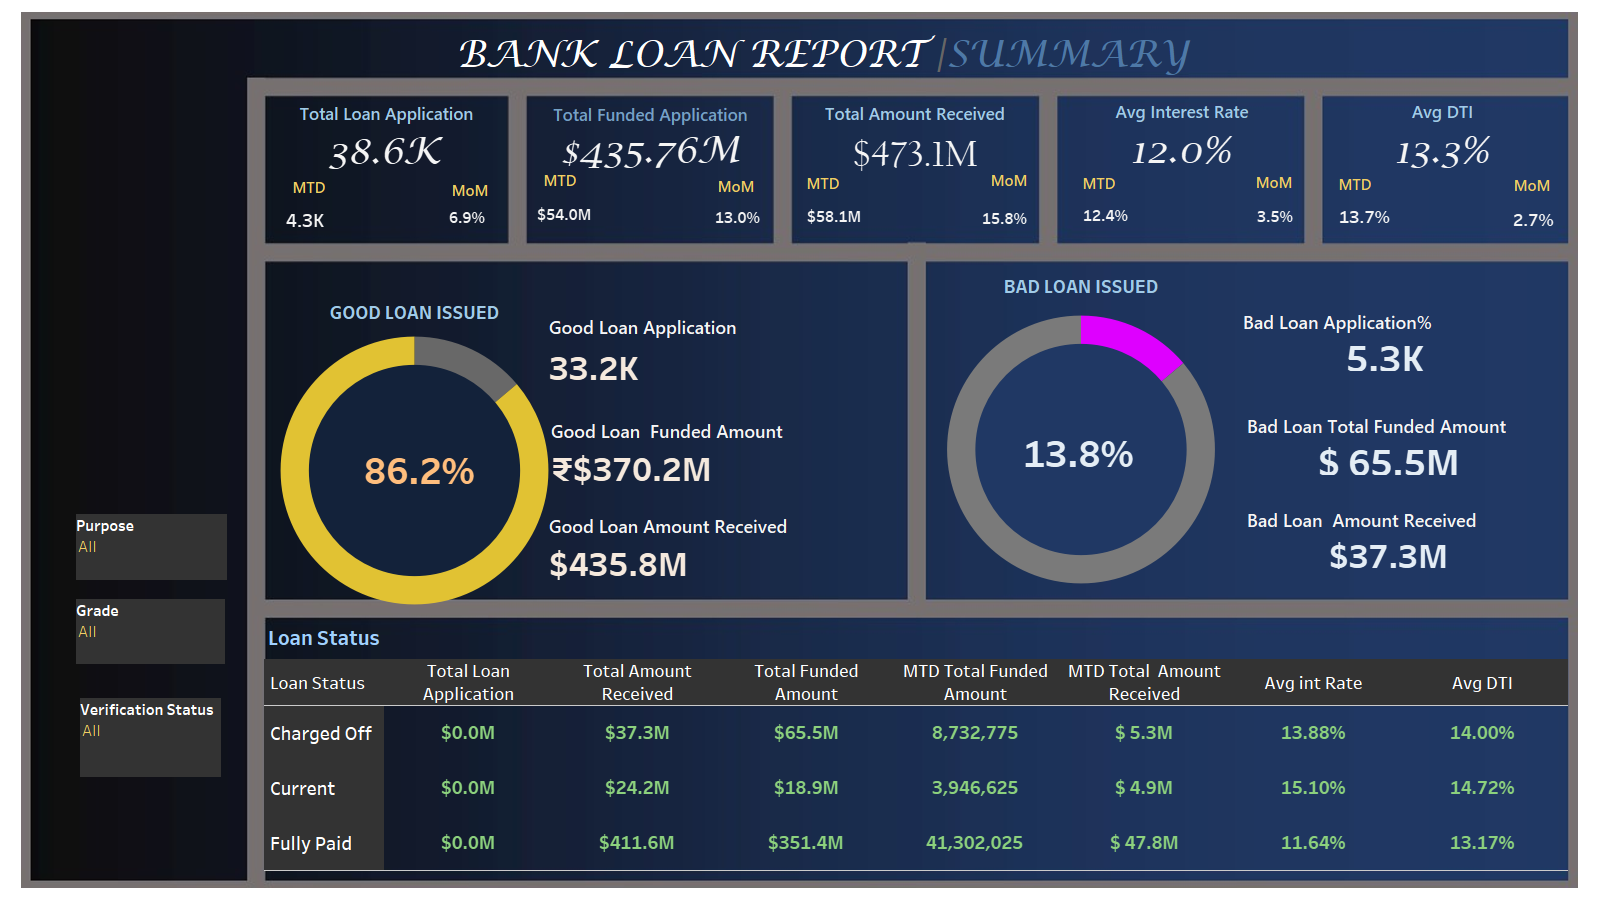 BANK LOAN REPORT|SUMMARY
Total Loan Application
38.6K
MTD MoM
4.3K 6.9%
Total Funded Application
$435.76M
MTD MoM
$54.0M 13.0%
Total Amount Received
$473.1M
MTD MoM
$58.1M 15.8%
Avg Interest Rate
12.0%
MTD MoM
12.4% 3.5%
Avg DTI
13.3%
MTD MoM
13.7% 2.7%
GOOD LOAN ISSUED
86.2%
Good Loan Application
33.2K
Good Loan  Funded Amount
₹$370.2M
Good Loan Amount Received
$435.8M
BAD LOAN ISSUED
13.8%
Bad Loan Application%
5.3K
Bad Loan Total Funded Amount
$ 65.5M
Bad Loan  Amount Received
$37.3M
Purpose
All
Grade
All
Verification Status
All
Loan Status
Loan Status Total Loan Application Total Amount Received Total Funded Amount MTD Total Funded Amount MTD Total  Amount Received Avg int Rate Avg DTI
Charged Off $0.0M $37.3M $65.5M 8,732,775 $ 5.3M 13.88% 14.00%
Current $0.0M $24.2M $18.9M 3,946,625 $ 4.9M 15.10% 14.72%
Fully Paid $0.0M $411.6M $351.4M 41,302,025 $ 47.8M 11.64% 13.17%